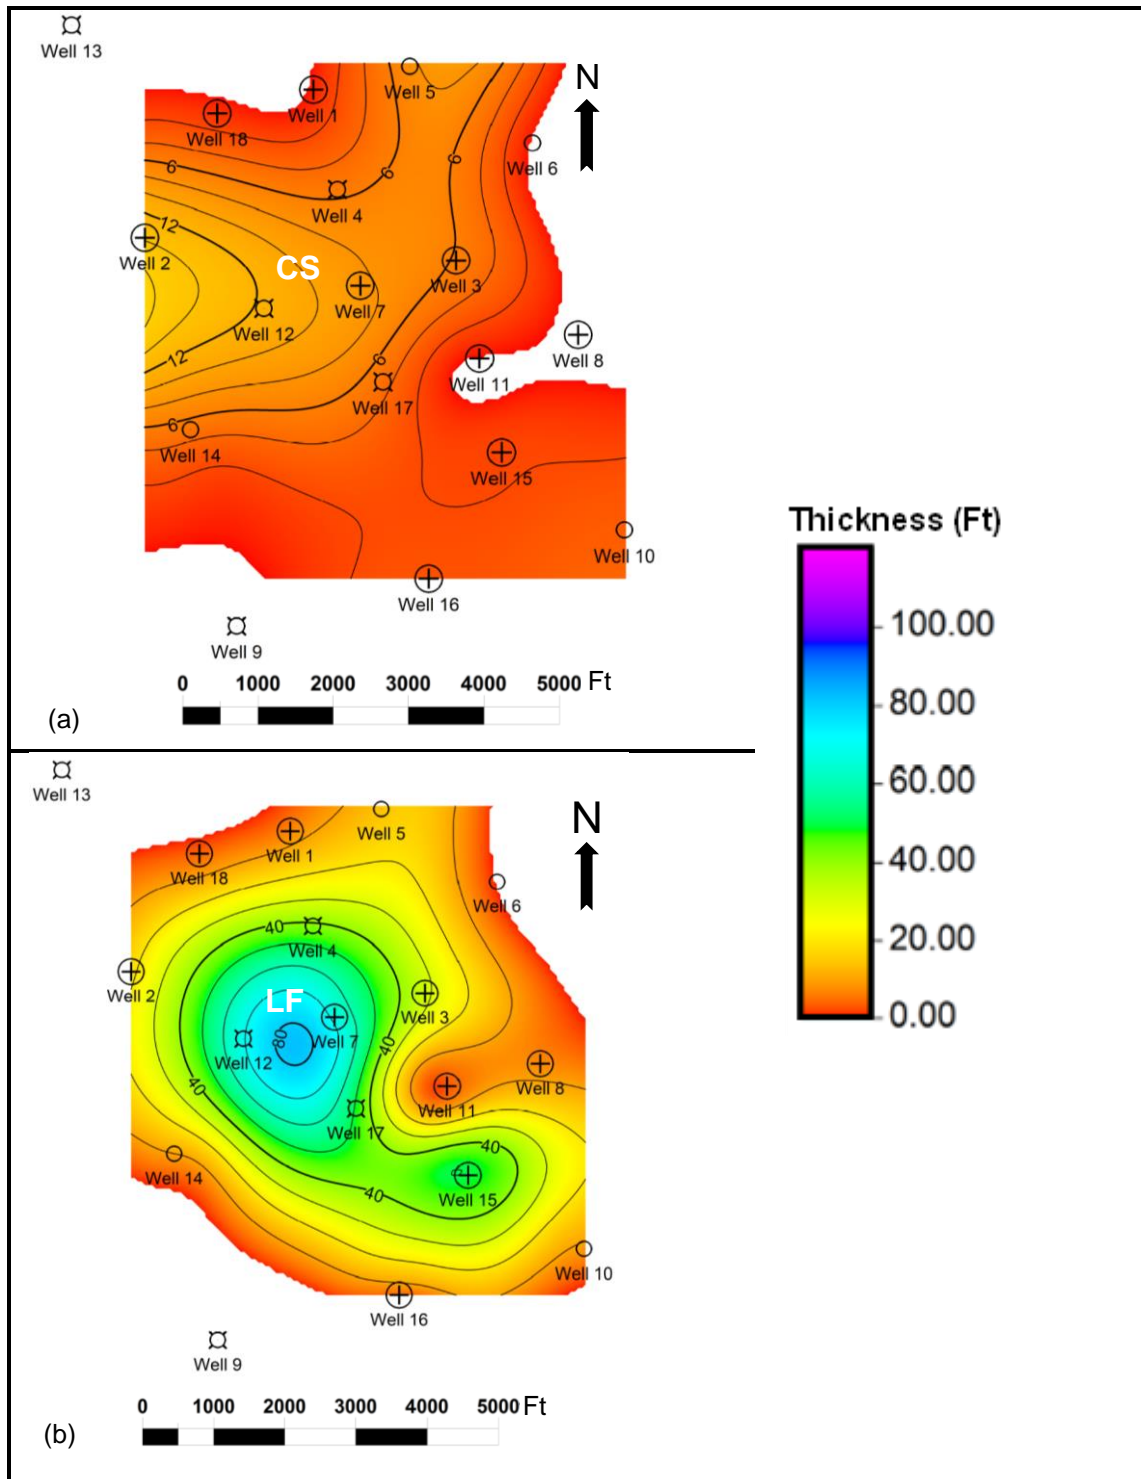 Well 13
N
Well 5
Well 1
Well 18
Well 6
6
6
6
Well 4
12
Well 2
CS
Well 3
Well 7
Well 12
Well 8
12
6
Well 11
Well 17
6
Well 14
Well 15
Well 10
Well 16
Well 9
0 1000 2000 3000 4000 5000 Ft
(a)
Thickness (Ft)
100.00
80.00
60.00
40.00
20.00
0.00
Well 13
N
Well 5
Well 1
Well 18
Well 6
40
Well 4
Well 2
LF
Well 3
80
Well 7
40
Well 12
Well 8
40
Well 11
Well 17
40
Well 14
40
Well 15
Well 10
Well 16
Well 9
0 1000 2000 3000 4000 5000 Ft
(b)